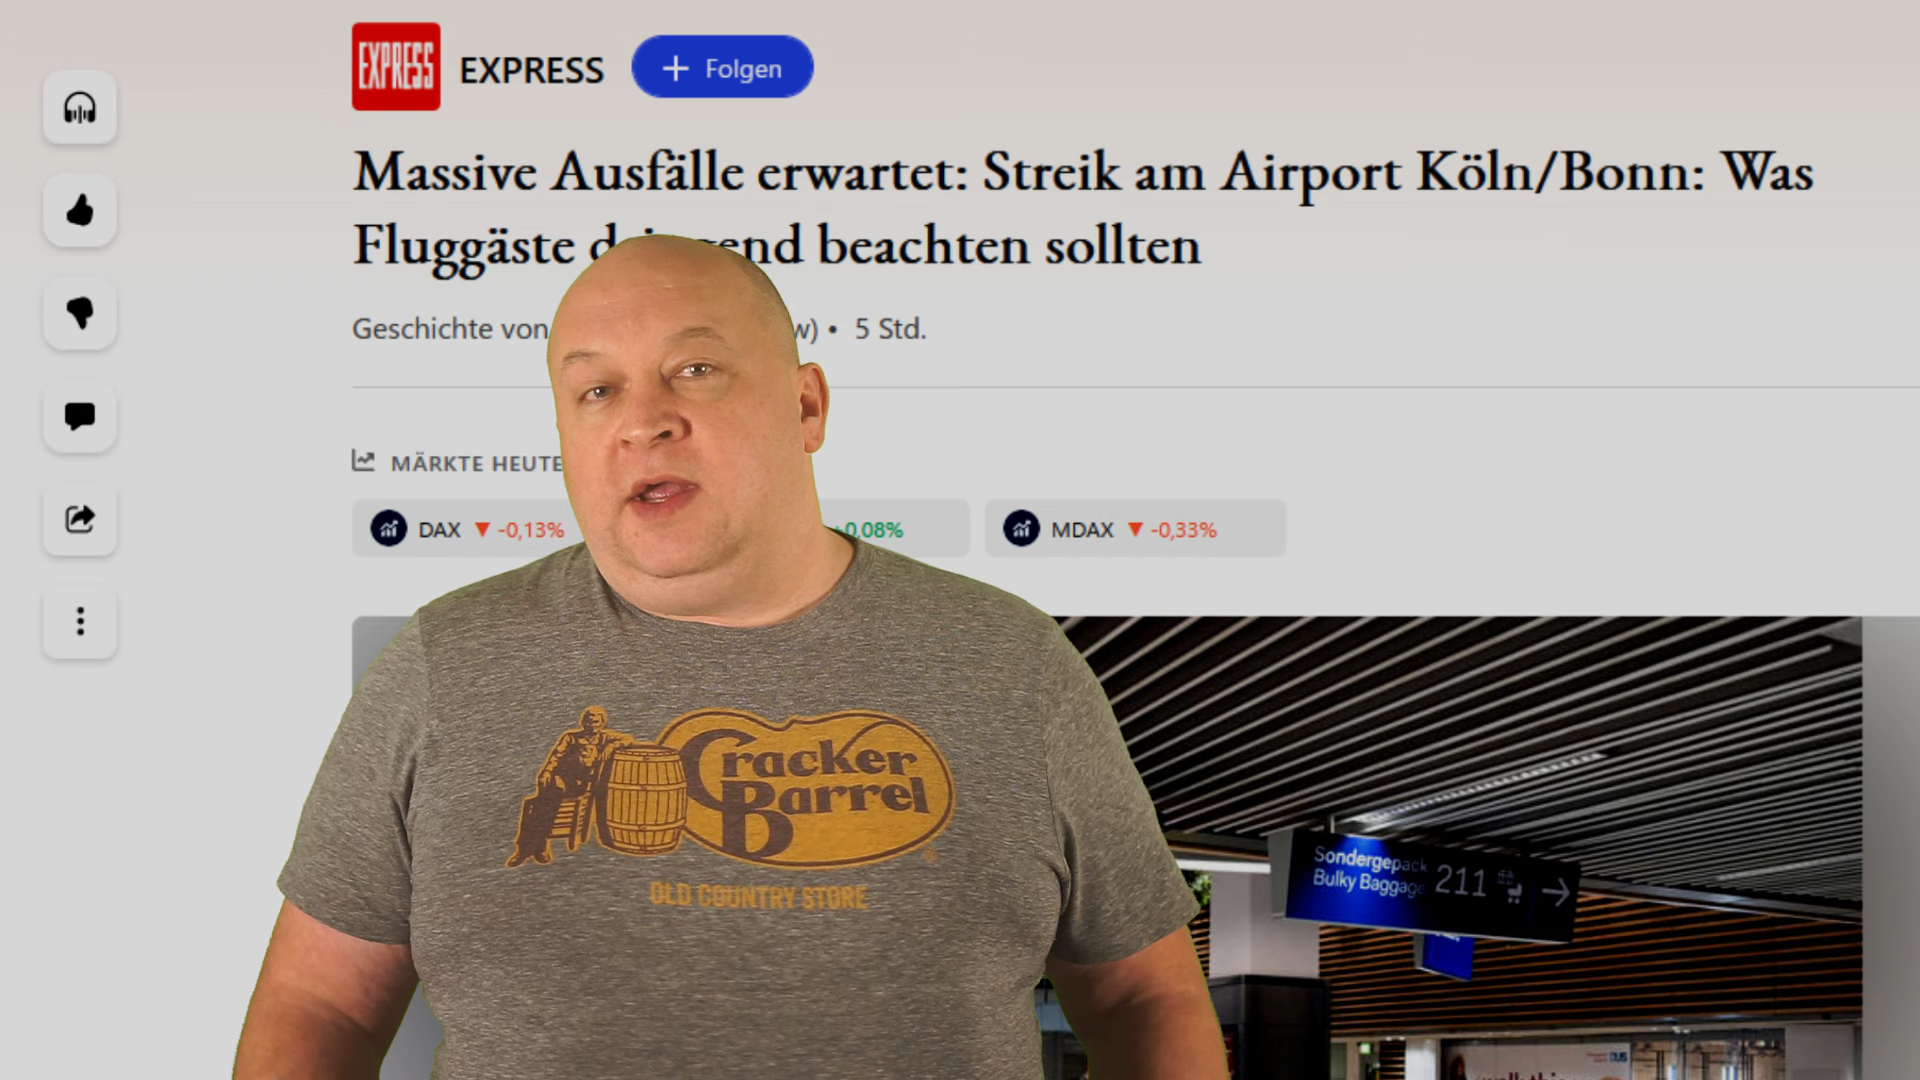 EXPRESS
EXPRESS
Folgen
Massive Ausfälle erwartet: Streik am Airport Köln/Bonn: Was
Fluggäste beachten sollten
Geschichte von
5 Std.
MÄRKTE HEUTE
DAX -0,13%
+0,08%
MDAX -0,33%
Cracker
Barrel
OLD COUNTRY STORE
Sondergepäck
Bulky Baggage
211